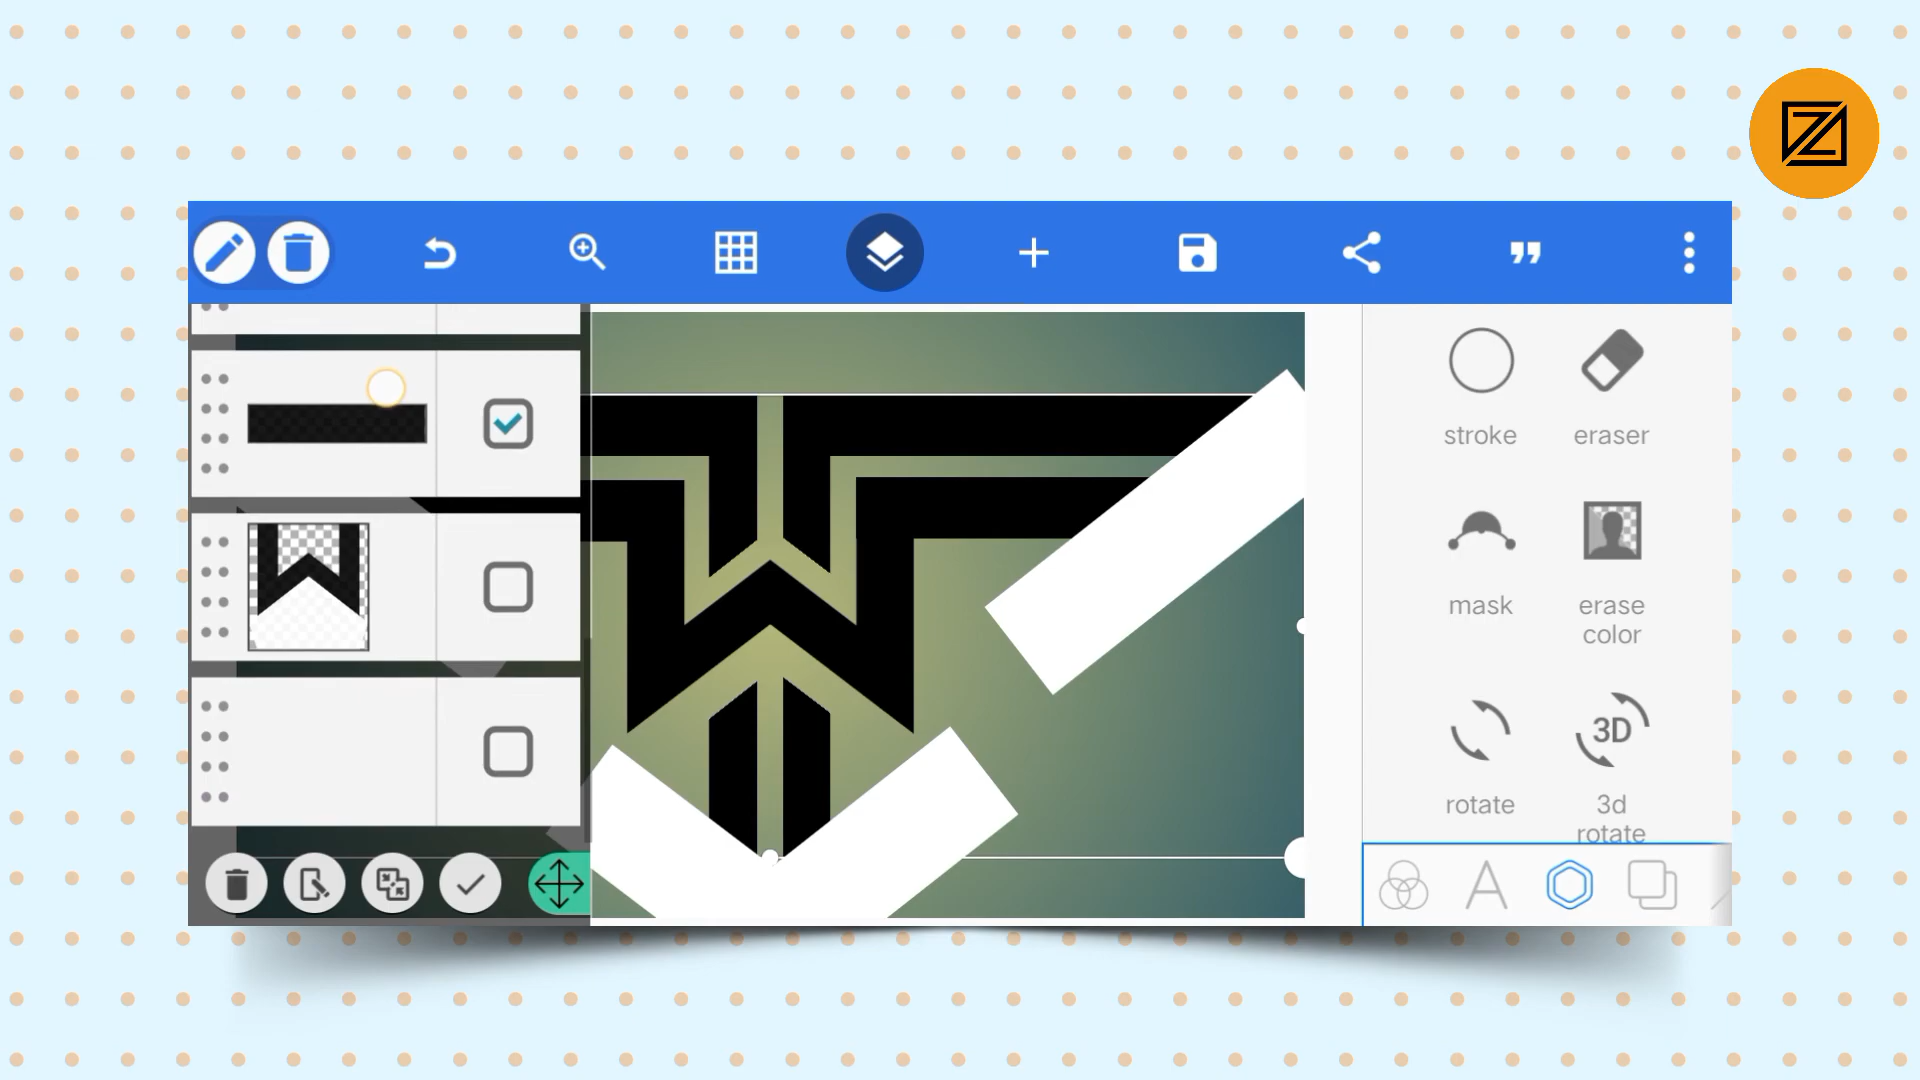 stroke
eraser
mask
erase
color
rotate
3D
3d
rotate
A
Z